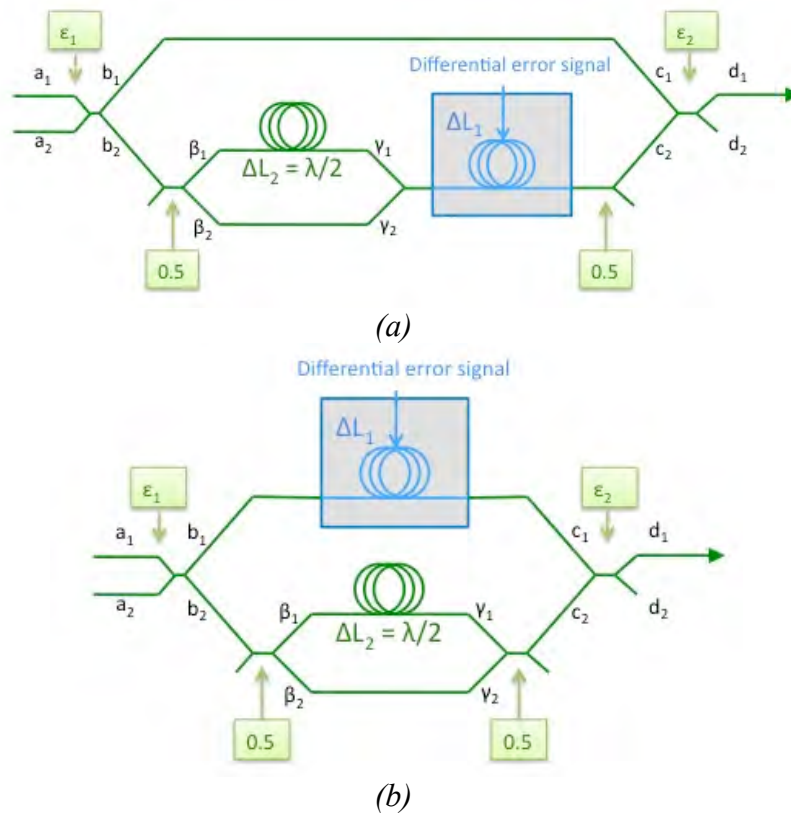 ε1
ε2
a1
b1
Differential error signal
c1
d1
a2
b2
β1
γ1
ΔL1
c2
d2
ΔL2 = λ/2
β2
γ2
0.5
0.5
(a)
Differential error signal
ΔL1
ε1
ε2
a1
b1
c1
d1
a2
b2
β1
γ1
c2
d2
ΔL2 = λ/2
β2
γ2
0.5
0.5
(b)